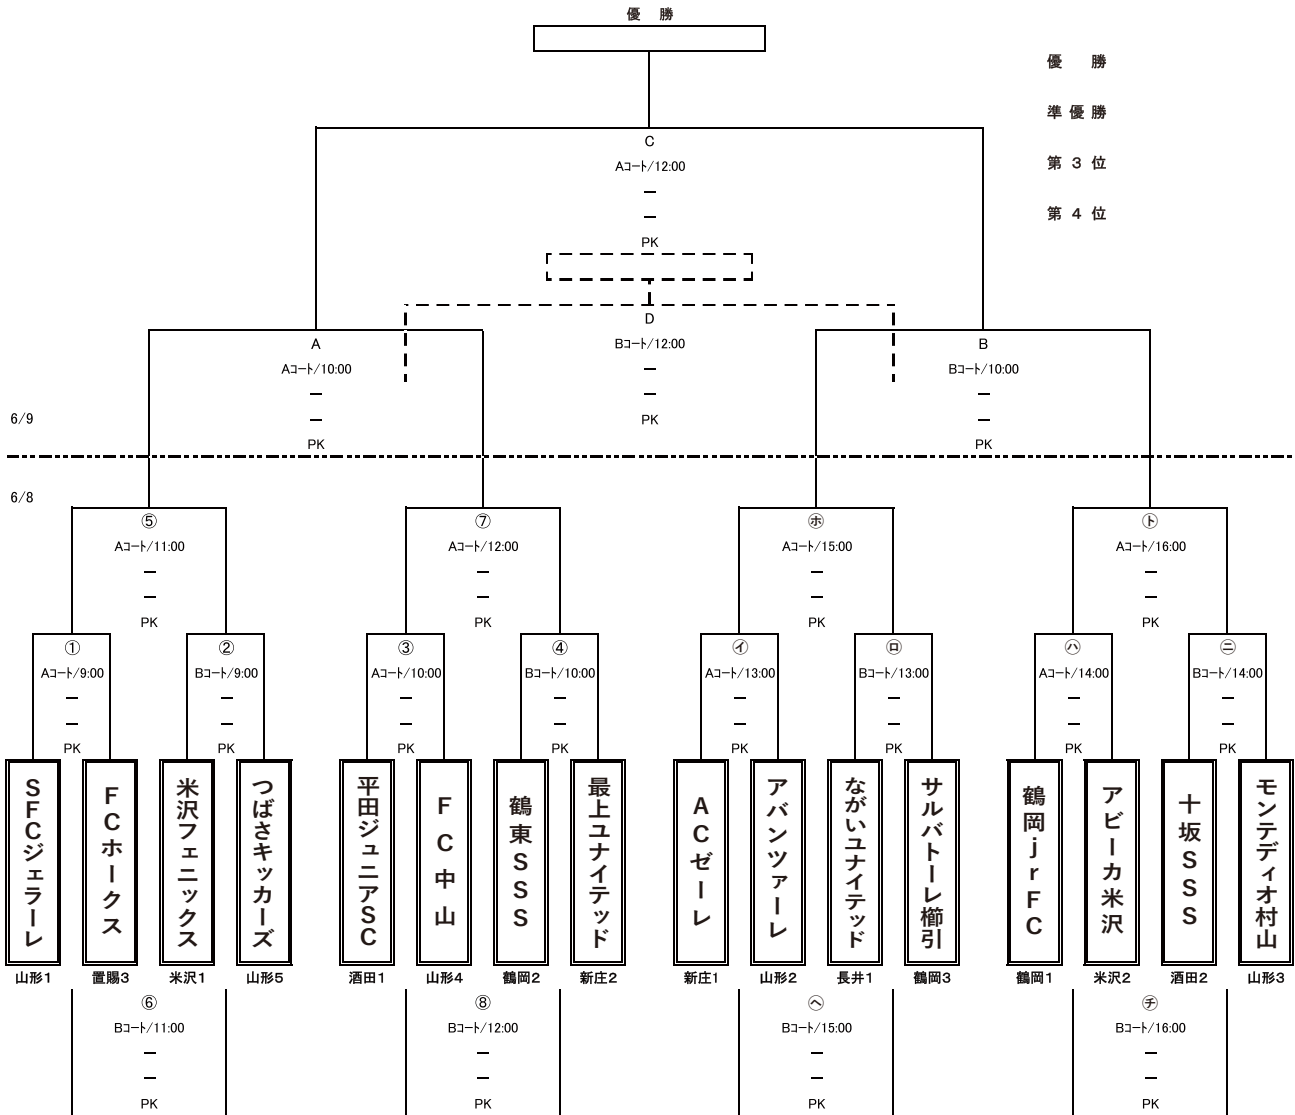 優 勝
優 勝
準 優 勝
第 3 位
第 4 位
C
Aコート/12:00
PK
D
Bコート/12:00
PK
A
Aコート/10:00
PK
B
Bコート/10:00
PK
6/9
6/8
⑤
Aコート/11:00
PK
⑦
Aコート/12:00
PK
㋭
Aコート/15:00
PK
㋣
Aコート/16:00
PK
①
Aコート/9:00
PK
②
Bコート/9:00
PK
③
Aコート/10:00
PK
④
Bコート/10:00
PK
㋑
Aコート/13:00
PK
㋺
Bコート/13:00
PK
㋩
Aコート/14:00
PK
㋥
Bコート/14:00
PK
SFCジェラーレ
FCホークス
米沢フェニックス
つばさキッカーズ
平田ジュニアSC
FC中山
鶴東SSS
最上ユナイテッド
ACゼーレ
アバンツァーレ
ながいユナイテッド
サルバトーレ櫛引
鶴岡jrFC
アビーカ米沢
十坂SSS
モンテディオ村山
山形1
置賜3
米沢1
山形5
酒田1
山形4
鶴岡2
新庄2
新庄1
山形2
長井1
鶴岡3
鶴岡1
米沢2
酒田2
山形3
⑥
Bコート/11:00
PK
⑧
Bコート/12:00
PK
㋬
Bコート/15:00
PK
㋠
Bコート/16:00
PK